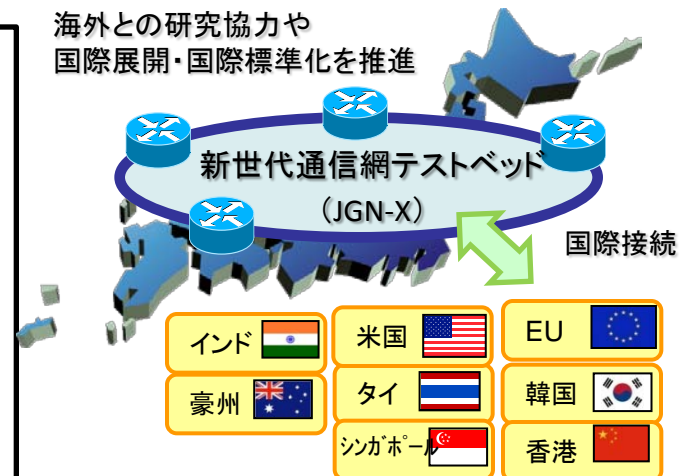 海外との研究協力や
国際展開・国際標準化を推進
新世代通信網テストベッド
（JGN-X）
国際接続
インド
米国
EU
豪州
タイ
韓国
シンガポール
香港